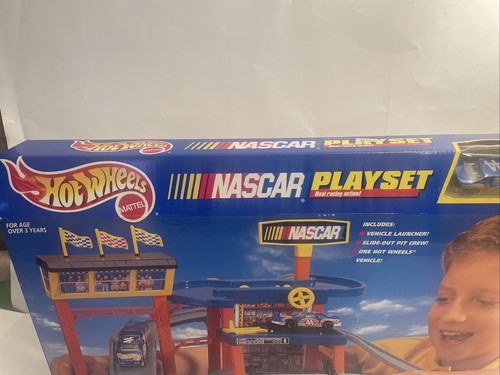 HOT WHEELS NASCAR PLAYSET
HOT WHEELS
MATTEL
NASCAR PLAYSET
Real racing action!
FOR AGE
OVER 3 YEARS
NASCAR
INCLUDES:
VEHICLE LAUNCHER!
SLIDE-OUT PIT CREW!
ONE HOT WHEELS®
VEHICLE!